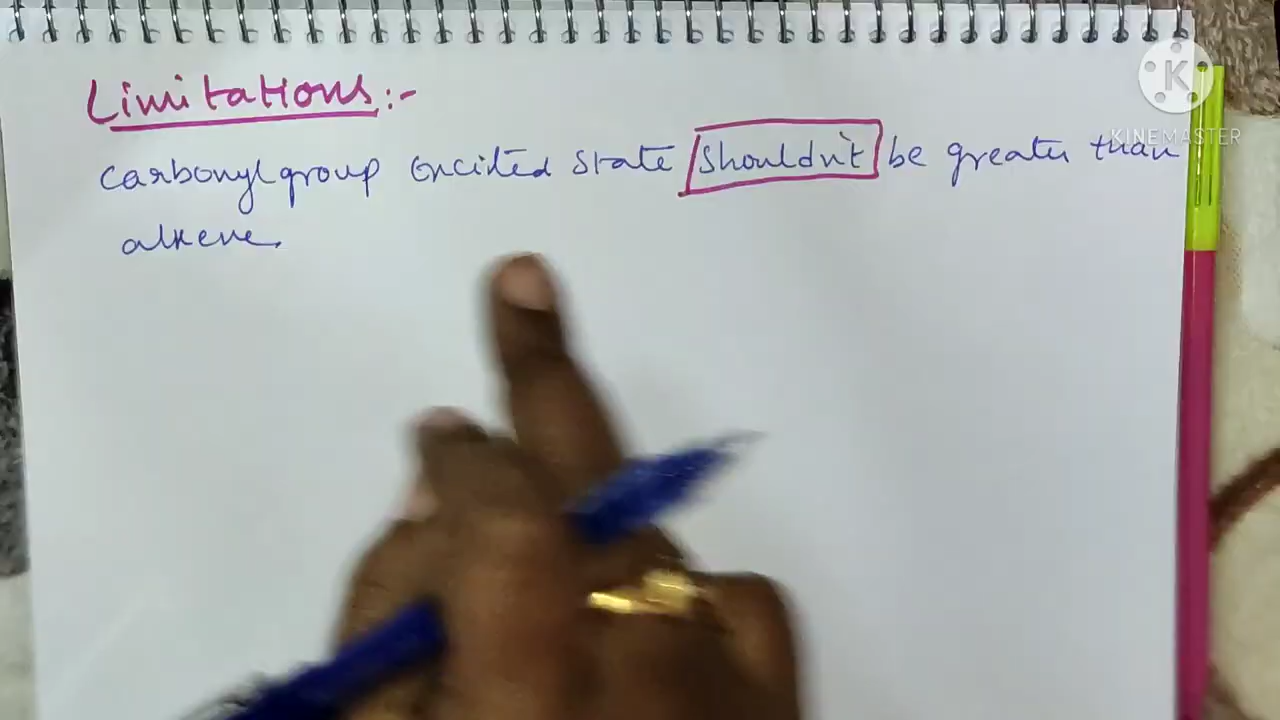 Limitations:-
carbonyl group Excited State Shouldn't be greater than
alkene.
K
KINEMASTER